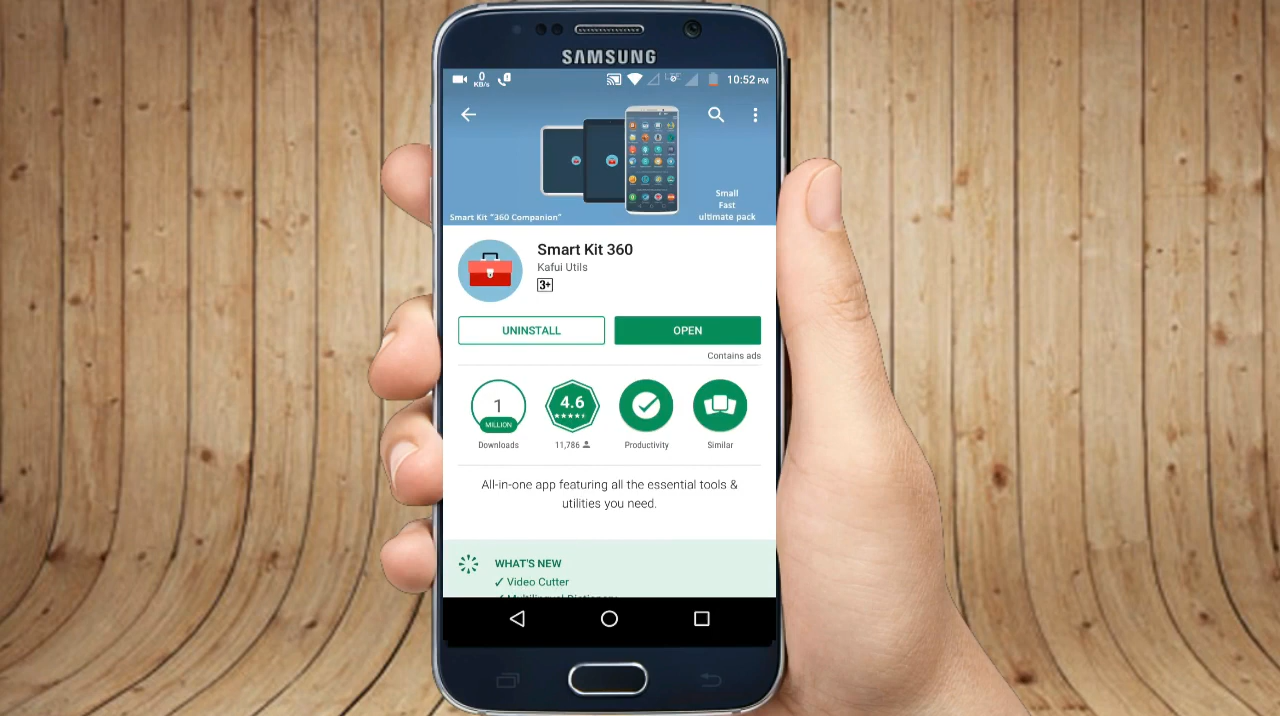 SAMSUNG
0
KB/s
10:52 PM
Small
Fast
ultimate pack
Smart Kit "360 Companion"
Smart Kit 360
Kafui Utils
3+
UNINSTALL
OPEN
Contains ads
1
MILLION
4.6
Downloads
11,786
Productivity
Similar
All-in-one app featuring all the essential tools &
utilities you need.
WHAT'S NEW
✓ Video Cutter